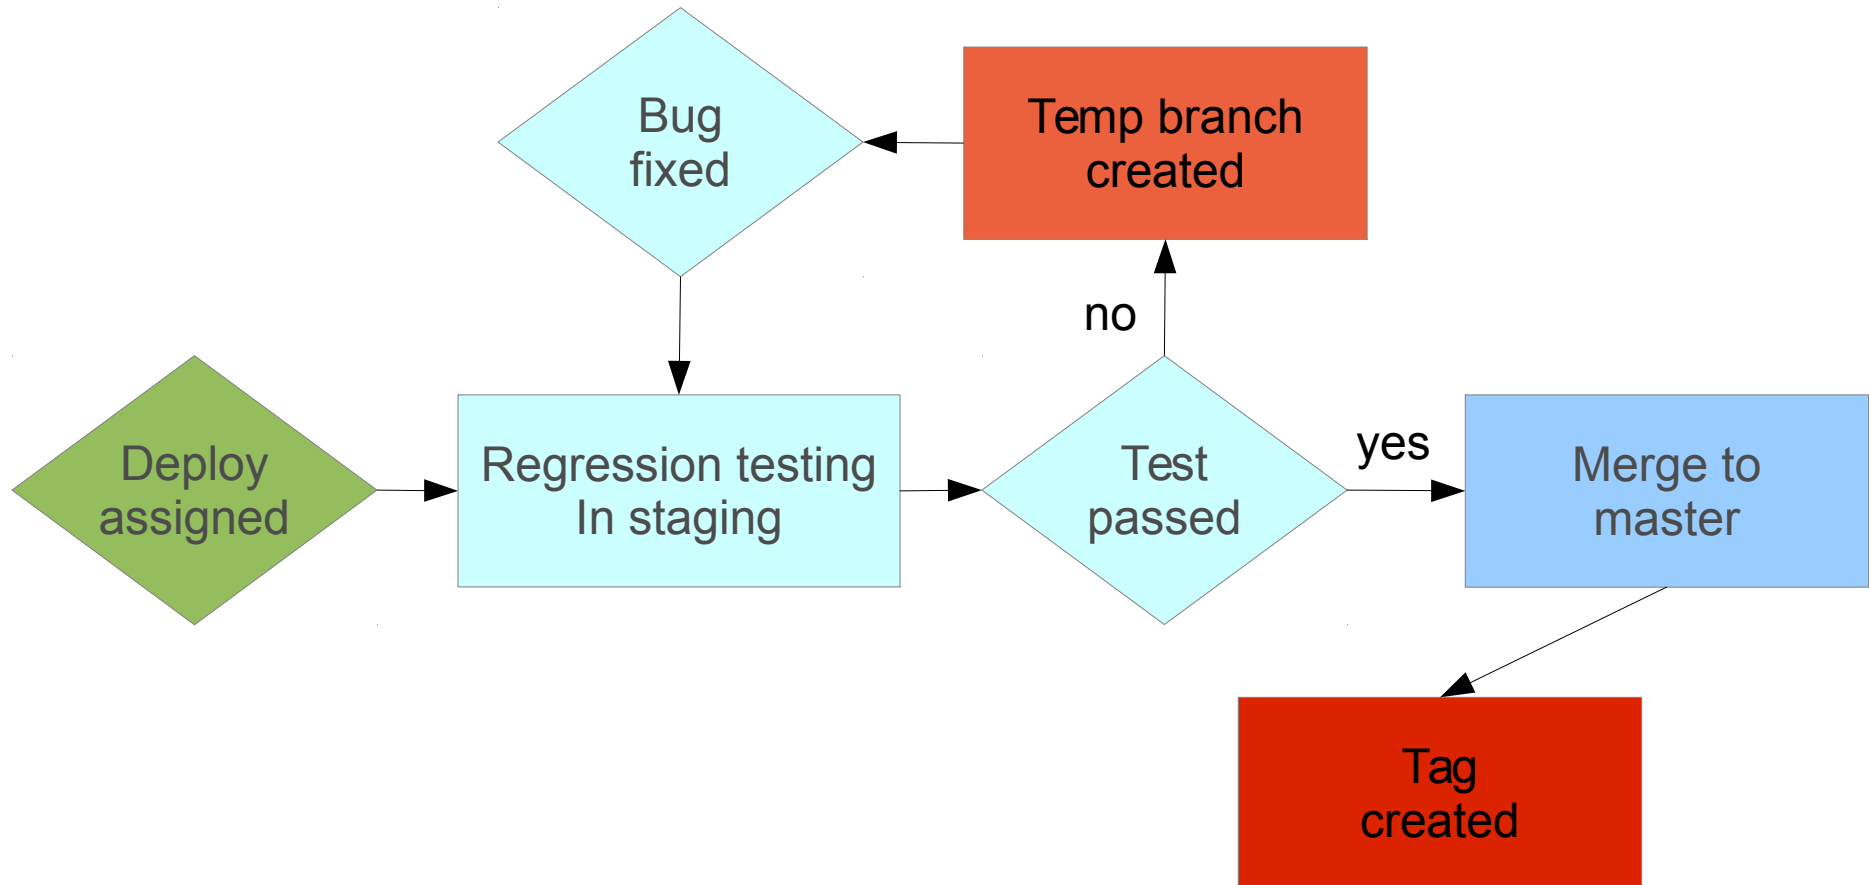 Bug
fixed
Temp branch
created
no
Deploy
assigned
Regression testing
In staging
Test
passed
yes
Merge to
master
Tag
created